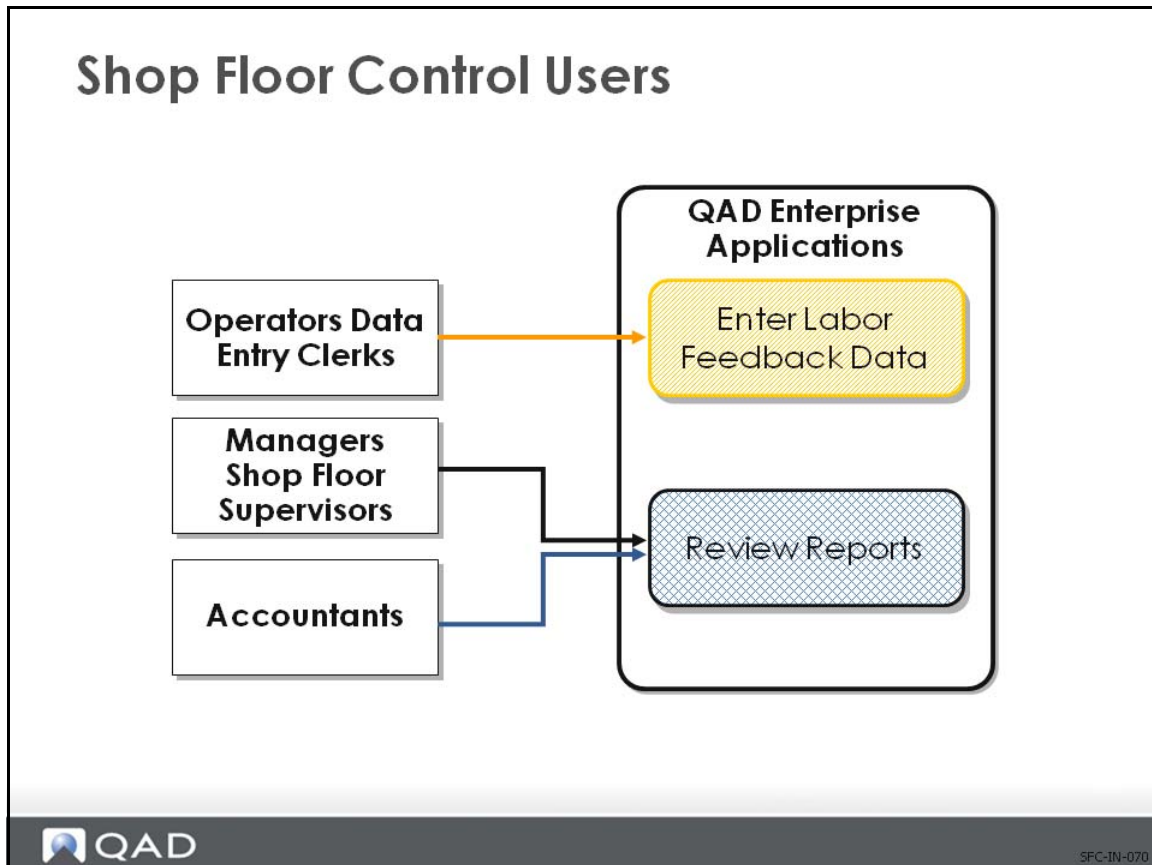 Shop Floor Control Users
QAD Enterprise
Applications
Operators Data
Entry Clerks
Enter Labor
Feedback Data
Managers
Shop Floor
Supervisors
Review Reports
Accountants
QAD
SFC-IN-070